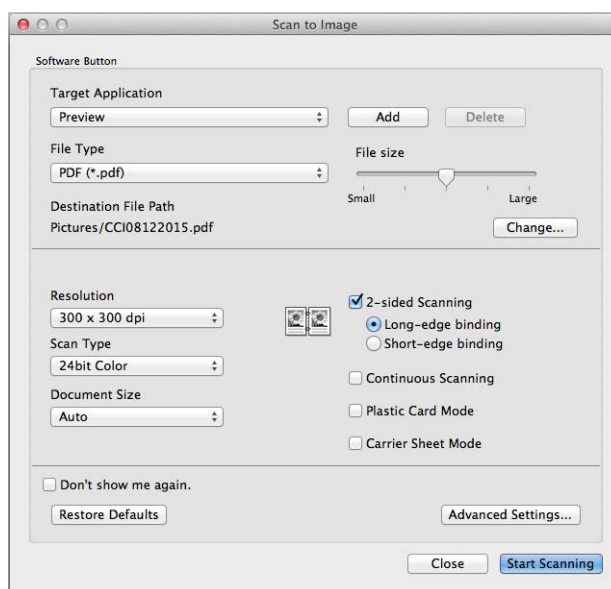 Scan to Image
Software Button
Target Application
Preview
Add
Delete
File Type
File size
PDF (*.pdf)
Small
Large
Destination File Path
Pictures/CCI08122015.pdf
Change...
Resolution
300 x 300 dpi
2-sided Scanning
Long-edge binding
Scan Type
Short-edge binding
24bit Color
Continuous Scanning
Document Size
Auto
Plastic Card Mode
Carrier Sheet Mode
Don't show me again.
Restore Defaults
Advanced Settings...
Close
Start Scanning